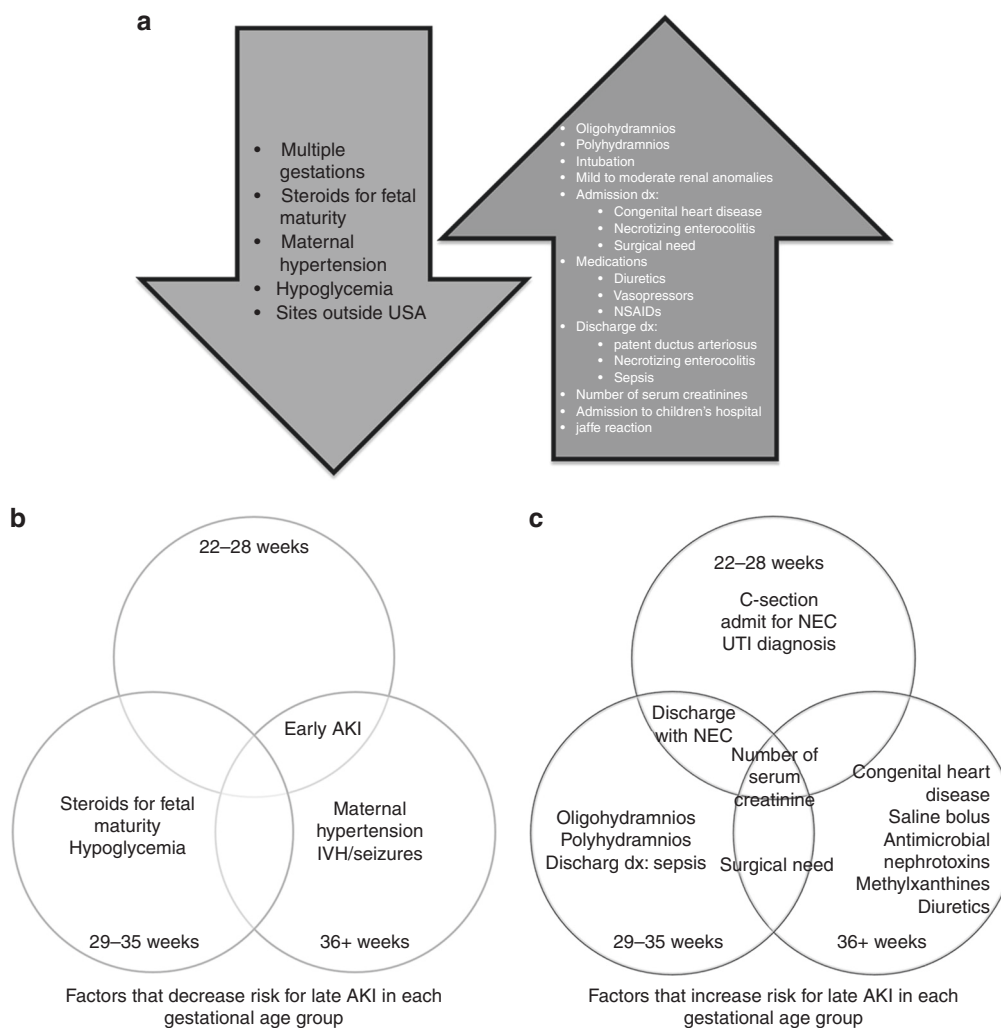 a
• Multiple
gestations
• Steroids for fetal
maturity
• Maternal
hypertension
• Hypoglycemia
• Sites outside USA
• Oligohydramnios
• Polyhydramnios
• Intubation
• Mild to moderate renal anomalies
• Admission dx:
• Congenital heart disease
• Necrotizing enterocolitis
• Surgical need
• Medications
• Diuretics
• Vasopressors
• NSAIDs
• Discharge dx:
• patent ductus arteriosus
• Necrotizing enterocolitis
• Sepsis
• Number of serum creatinines
• Admission to children's hospital
• jaffe reaction
b
22–28 weeks
Early AKI
Steroids for fetal
maturity
Hypoglycemia
Maternal
hypertension
IVH/seizures
29–35 weeks
36+ weeks
Factors that decrease risk for late AKI in each
gestational age group
c
22–28 weeks
C-section
admit for NEC
UTI diagnosis
Discharge
with NEC
Number of
serum
creatinine
Oligohydramnios
Polyhydramnios
Discharg dx: sepsis
Surgical need
Congenital heart
disease
Saline bolus
Antimicrobial
nephrotoxins
Methylxanthines
Diuretics
29–35 weeks
36+ weeks
Factors that increase risk for late AKI in each
gestational age group